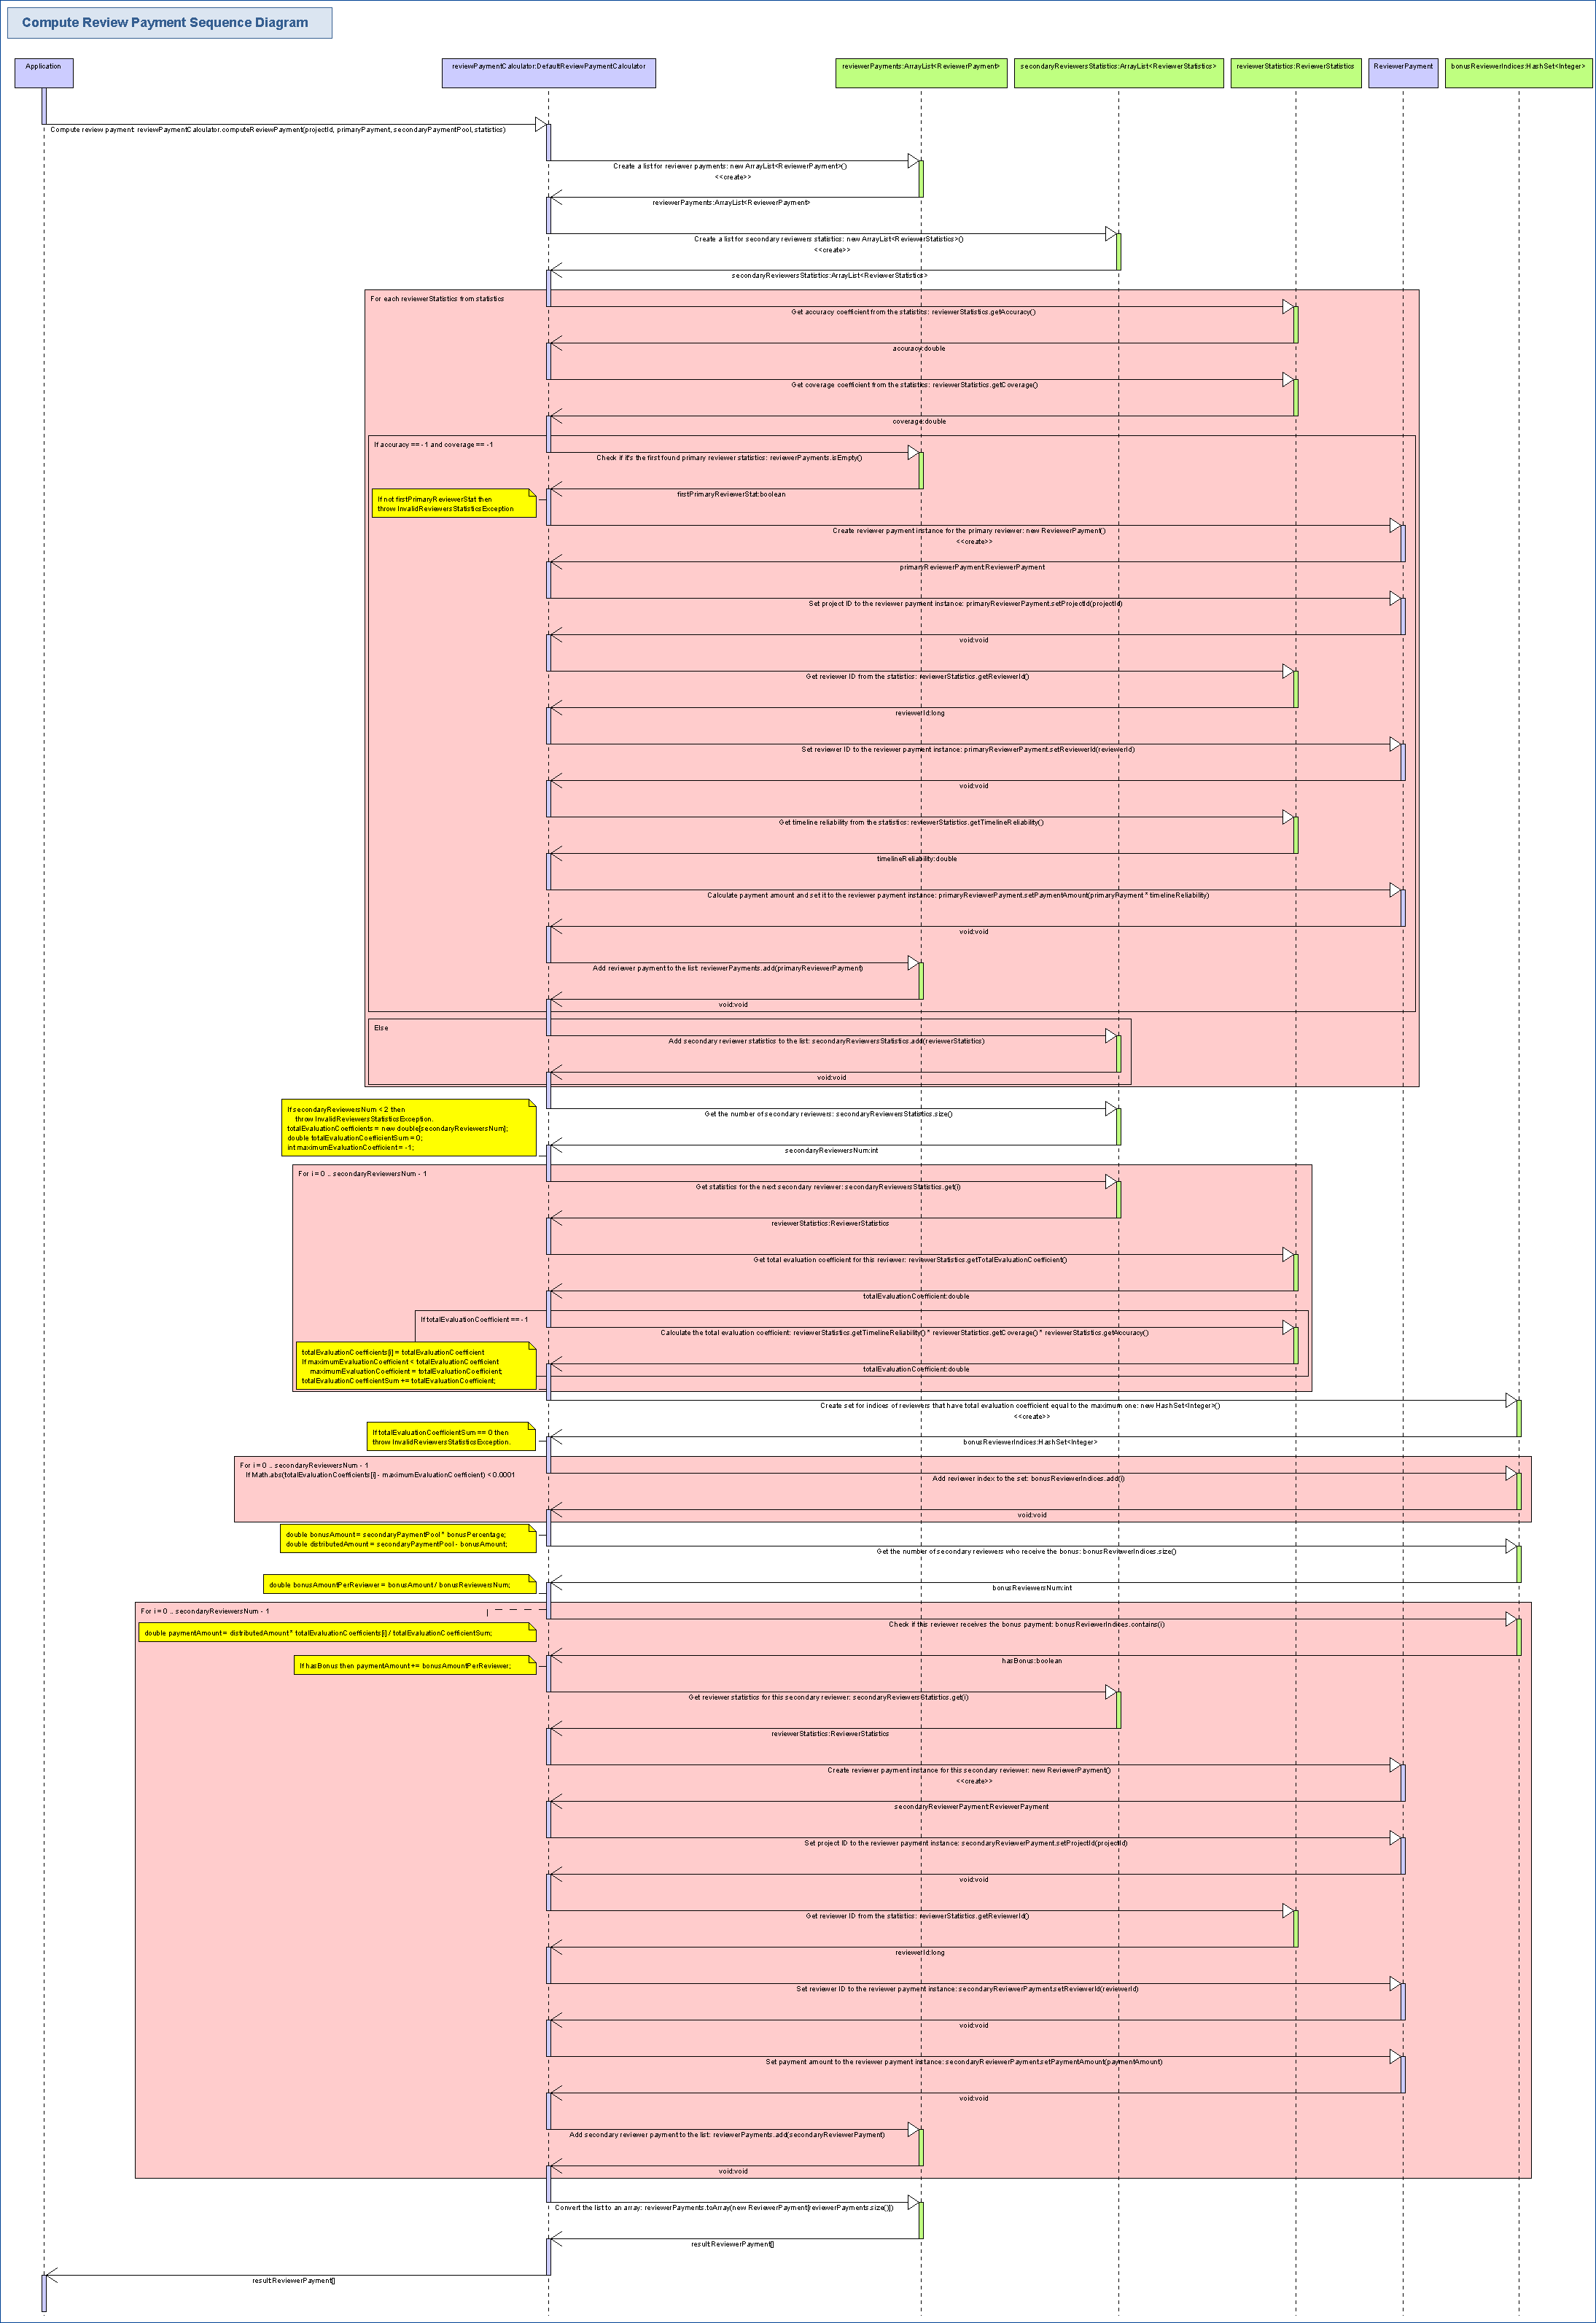 Compute Review Payment Sequence Diagram
Application
reviewPaymentCalculator:DefaultReviewPaymentCalculator
reviewerPayments:ArrayList<ReviewerPayment>
secondaryReviewersStatistics:ArrayList<ReviewerStatistics>
reviewerStatistics:ReviewerStatistics
ReviewerPayment
bonusReviewerIndices:HashSet<Integer>
Compute review payment: reviewPaymentCalculator.computeReviewPayment(projectId, primaryPayment, secondaryPaymentPool, statistics)
Create a list for reviewer payments: new ArrayList<ReviewerPayment>()
<<create>>
reviewerPayments:ArrayList<ReviewerPayment>
Create a list for secondary reviewers statistics: new ArrayList<ReviewerStatistics>()
<<create>>
secondaryReviewersStatistics:ArrayList<ReviewerStatistics>
For each reviewerStatistics from statistics
Get accuracy coefficient from the statistics: reviewerStatistics.getAccuracy()
accuracy:double
Get coverage coefficient from the statistics: reviewerStatistics.getCoverage()
coverage:double
If accuracy == -1 and coverage == -1
Check if it's the first found primary reviewer statistics: reviewerPayments.isEmpty()
firstPrimaryReviewerStat:boolean
If not firstPrimaryReviewerStat then
throw InvalidReviewersStatisticsException
Create reviewer payment instance for the primary reviewer: new ReviewerPayment()
<<create>>
primaryReviewerPayment:ReviewerPayment
Set project ID to the reviewer payment instance: primaryReviewerPayment.setProjectId(projectId)
void:void
Get reviewer ID from the statistics: reviewerStatistics.getReviewerId()
reviewerId:long
Set reviewer ID to the reviewer payment instance: primaryReviewerPayment.setReviewerId(reviewerId)
void:void
Get timeline reliability from the statistics: reviewerStatistics.getTimelineReliability()
timelineReliability:double
Calculate payment amount and set it to the reviewer payment instance: primaryReviewerPayment.setPaymentAmount(primaryPayment * timelineReliability)
void:void
Add reviewer payment to the list: reviewerPayments.add(primaryReviewerPayment)
void:void
Else
Add secondary reviewer statistics to the list: secondaryReviewersStatistics.add(reviewerStatistics)
void:void
If secondaryReviewersNum < 2 then
throw InvalidReviewersStatisticsException.
totalEvaluationCoefficients = new double[secondaryReviewersNum];
double totalEvaluationCoefficientSum = 0;
int maximumEvaluationCoefficient = -1;
Get the number of secondary reviewers: secondaryReviewersStatistics.size()
secondaryReviewersNum:int
For i = 0 .. secondaryReviewersNum - 1
Get statistics for the next secondary reviewer: secondaryReviewersStatistics.get(i)
reviewerStatistics:ReviewerStatistics
Get total evaluation coefficient for this reviewer: reviewerStatistics.getTotalEvaluationCoefficient()
totalEvaluationCoefficient:double
If totalEvaluationCoefficient == -1
Calculate the total evaluation coefficient: reviewerStatistics.getTimelineReliability() * reviewerStatistics.getCoverage() * reviewerStatistics.getAccuracy()
totalEvaluationCoefficient:double
totalEvaluationCoefficients[i] = totalEvaluationCoefficient
If maximumEvaluationCoefficient < totalEvaluationCoefficient
maximumEvaluationCoefficient = totalEvaluationCoefficient;
totalEvaluationCoefficientSum += totalEvaluationCoefficient;
Create set for indices of reviewers that have total evaluation coefficient equal to the maximum one: new HashSet<Integer>()
<<create>>
If totalEvaluationCoefficientSum == 0 then
throw InvalidReviewersStatisticsException.
bonusReviewerIndices:HashSet<Integer>
For i = 0 .. secondaryReviewersNum - 1
If Math.abs(totalEvaluationCoefficients[i] - maximumEvaluationCoefficient) < 0.0001
Add reviewer index to the set: bonusReviewerIndices.add(i)
void:void
double bonusAmount = secondaryPaymentPool * bonusPercentage;
double distributedAmount = secondaryPaymentPool - bonusAmount;
Get the number of secondary reviewers who receive the bonus: bonusReviewerIndices.size()
double bonusAmountPerReviewer = bonusAmount / bonusReviewersNum;
bonusReviewersNum:int
For i = 0 .. secondaryReviewersNum - 1
Check if this reviewer receives the bonus payment: bonusReviewerIndices.contains(i)
double paymentAmount = distributedAmount * totalEvaluationCoefficients[i] / totalEvaluationCoefficientSum;
hasBonus:boolean
If hasBonus then paymentAmount += bonusAmountPerReviewer;
Get reviewer statistics for this secondary reviewer: secondaryReviewersStatistics.get(i)
reviewerStatistics:ReviewerStatistics
Create reviewer payment instance for this secondary reviewer: new ReviewerPayment()
<<create>>
secondaryReviewerPayment:ReviewerPayment
Set project ID to the reviewer payment instance: secondaryReviewerPayment.setProjectId(projectId)
void:void
Get reviewer ID from the statistics: reviewerStatistics.getReviewerId()
reviewerId:long
Set reviewer ID to the reviewer payment instance: secondaryReviewerPayment.setReviewerId(reviewerId)
void:void
Set payment amount to the reviewer payment instance: secondaryReviewerPayment.setPaymentAmount(paymentAmount)
void:void
Add secondary reviewer payment to the list: reviewerPayments.add(secondaryReviewerPayment)
void:void
Convert the list to an array: reviewerPayments.toArray(new ReviewerPayment[reviewerPayments.size()])
result:ReviewerPayment[]
result:ReviewerPayment[]